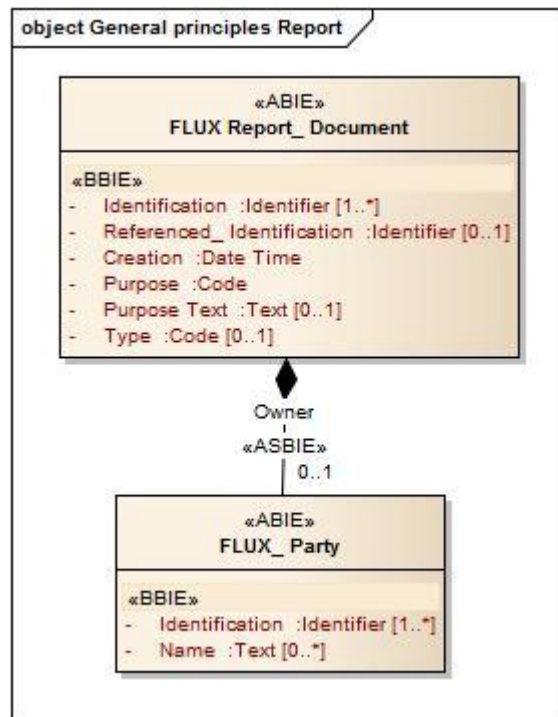 object General principles Report
«ABIE»
FLUX Report_ Document
«BBIE»
- Identification :Identifier [1..*]
- Referenced_ Identification :Identifier [0..1]
- Creation :Date Time
- Purpose :Code
- Purpose Text :Text [0..1]
- Type :Code [0..1]
Owner
«ASBIE»
0..1
«ABIE»
FLUX_ Party
«BBIE»
- Identification :Identifier [1..*]
- Name :Text [0..*]